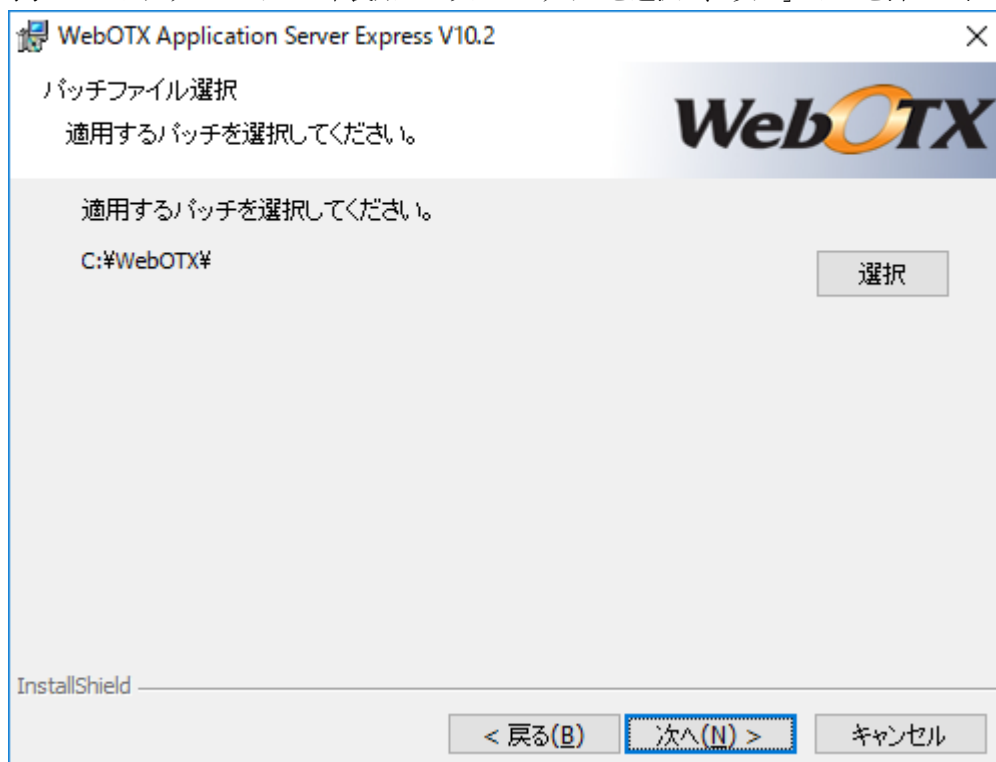 WebOTX Application Server Express V10.2
パッチファイル選択
適用するパッチを選択してください。
WebOTX
適用するパッチを選択してください。
C:¥WebOTX¥
選択
InstallShield
< 戻る(B)
次へ(N) >
キャンセル